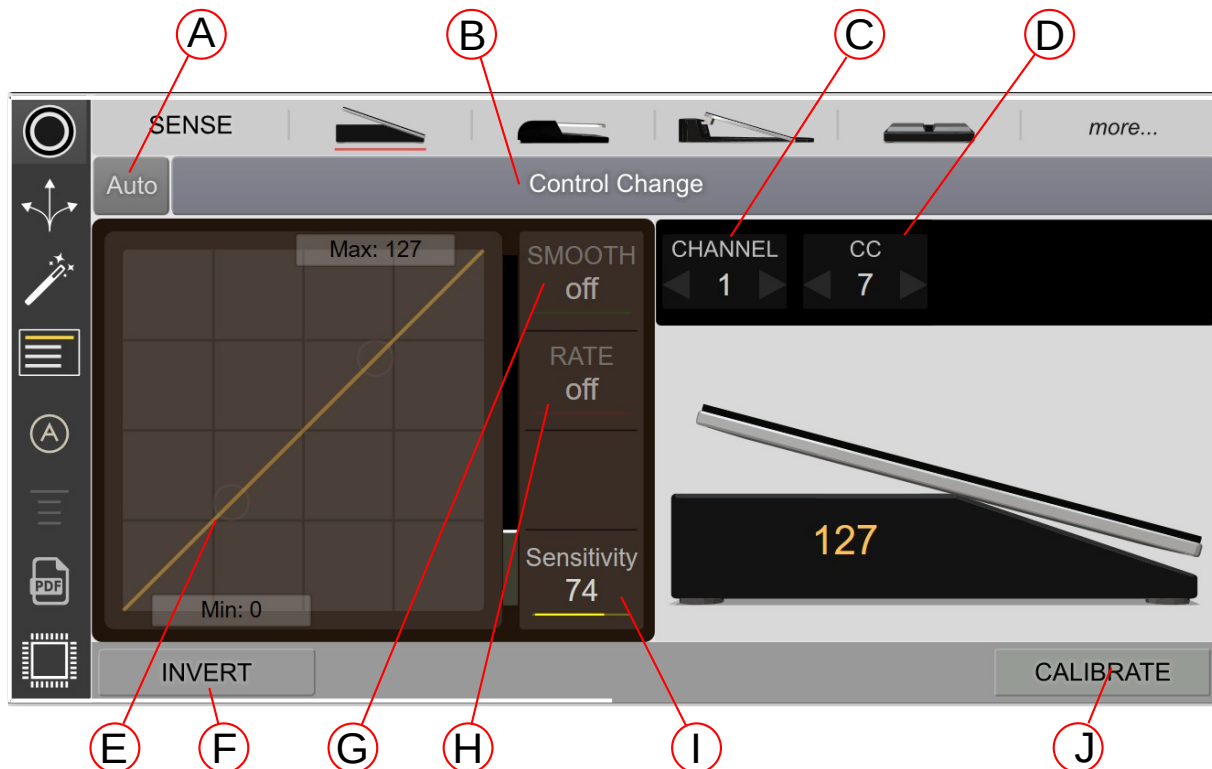 A B C D
SENSE more...
Auto Control Change
Max: 127
SMOOTH
off
CHANNEL CC
1 7
RATE
off
A
127
Sensitivity
74
PDF
Min: 0
INVERT CALIBRATE
E F G H I J